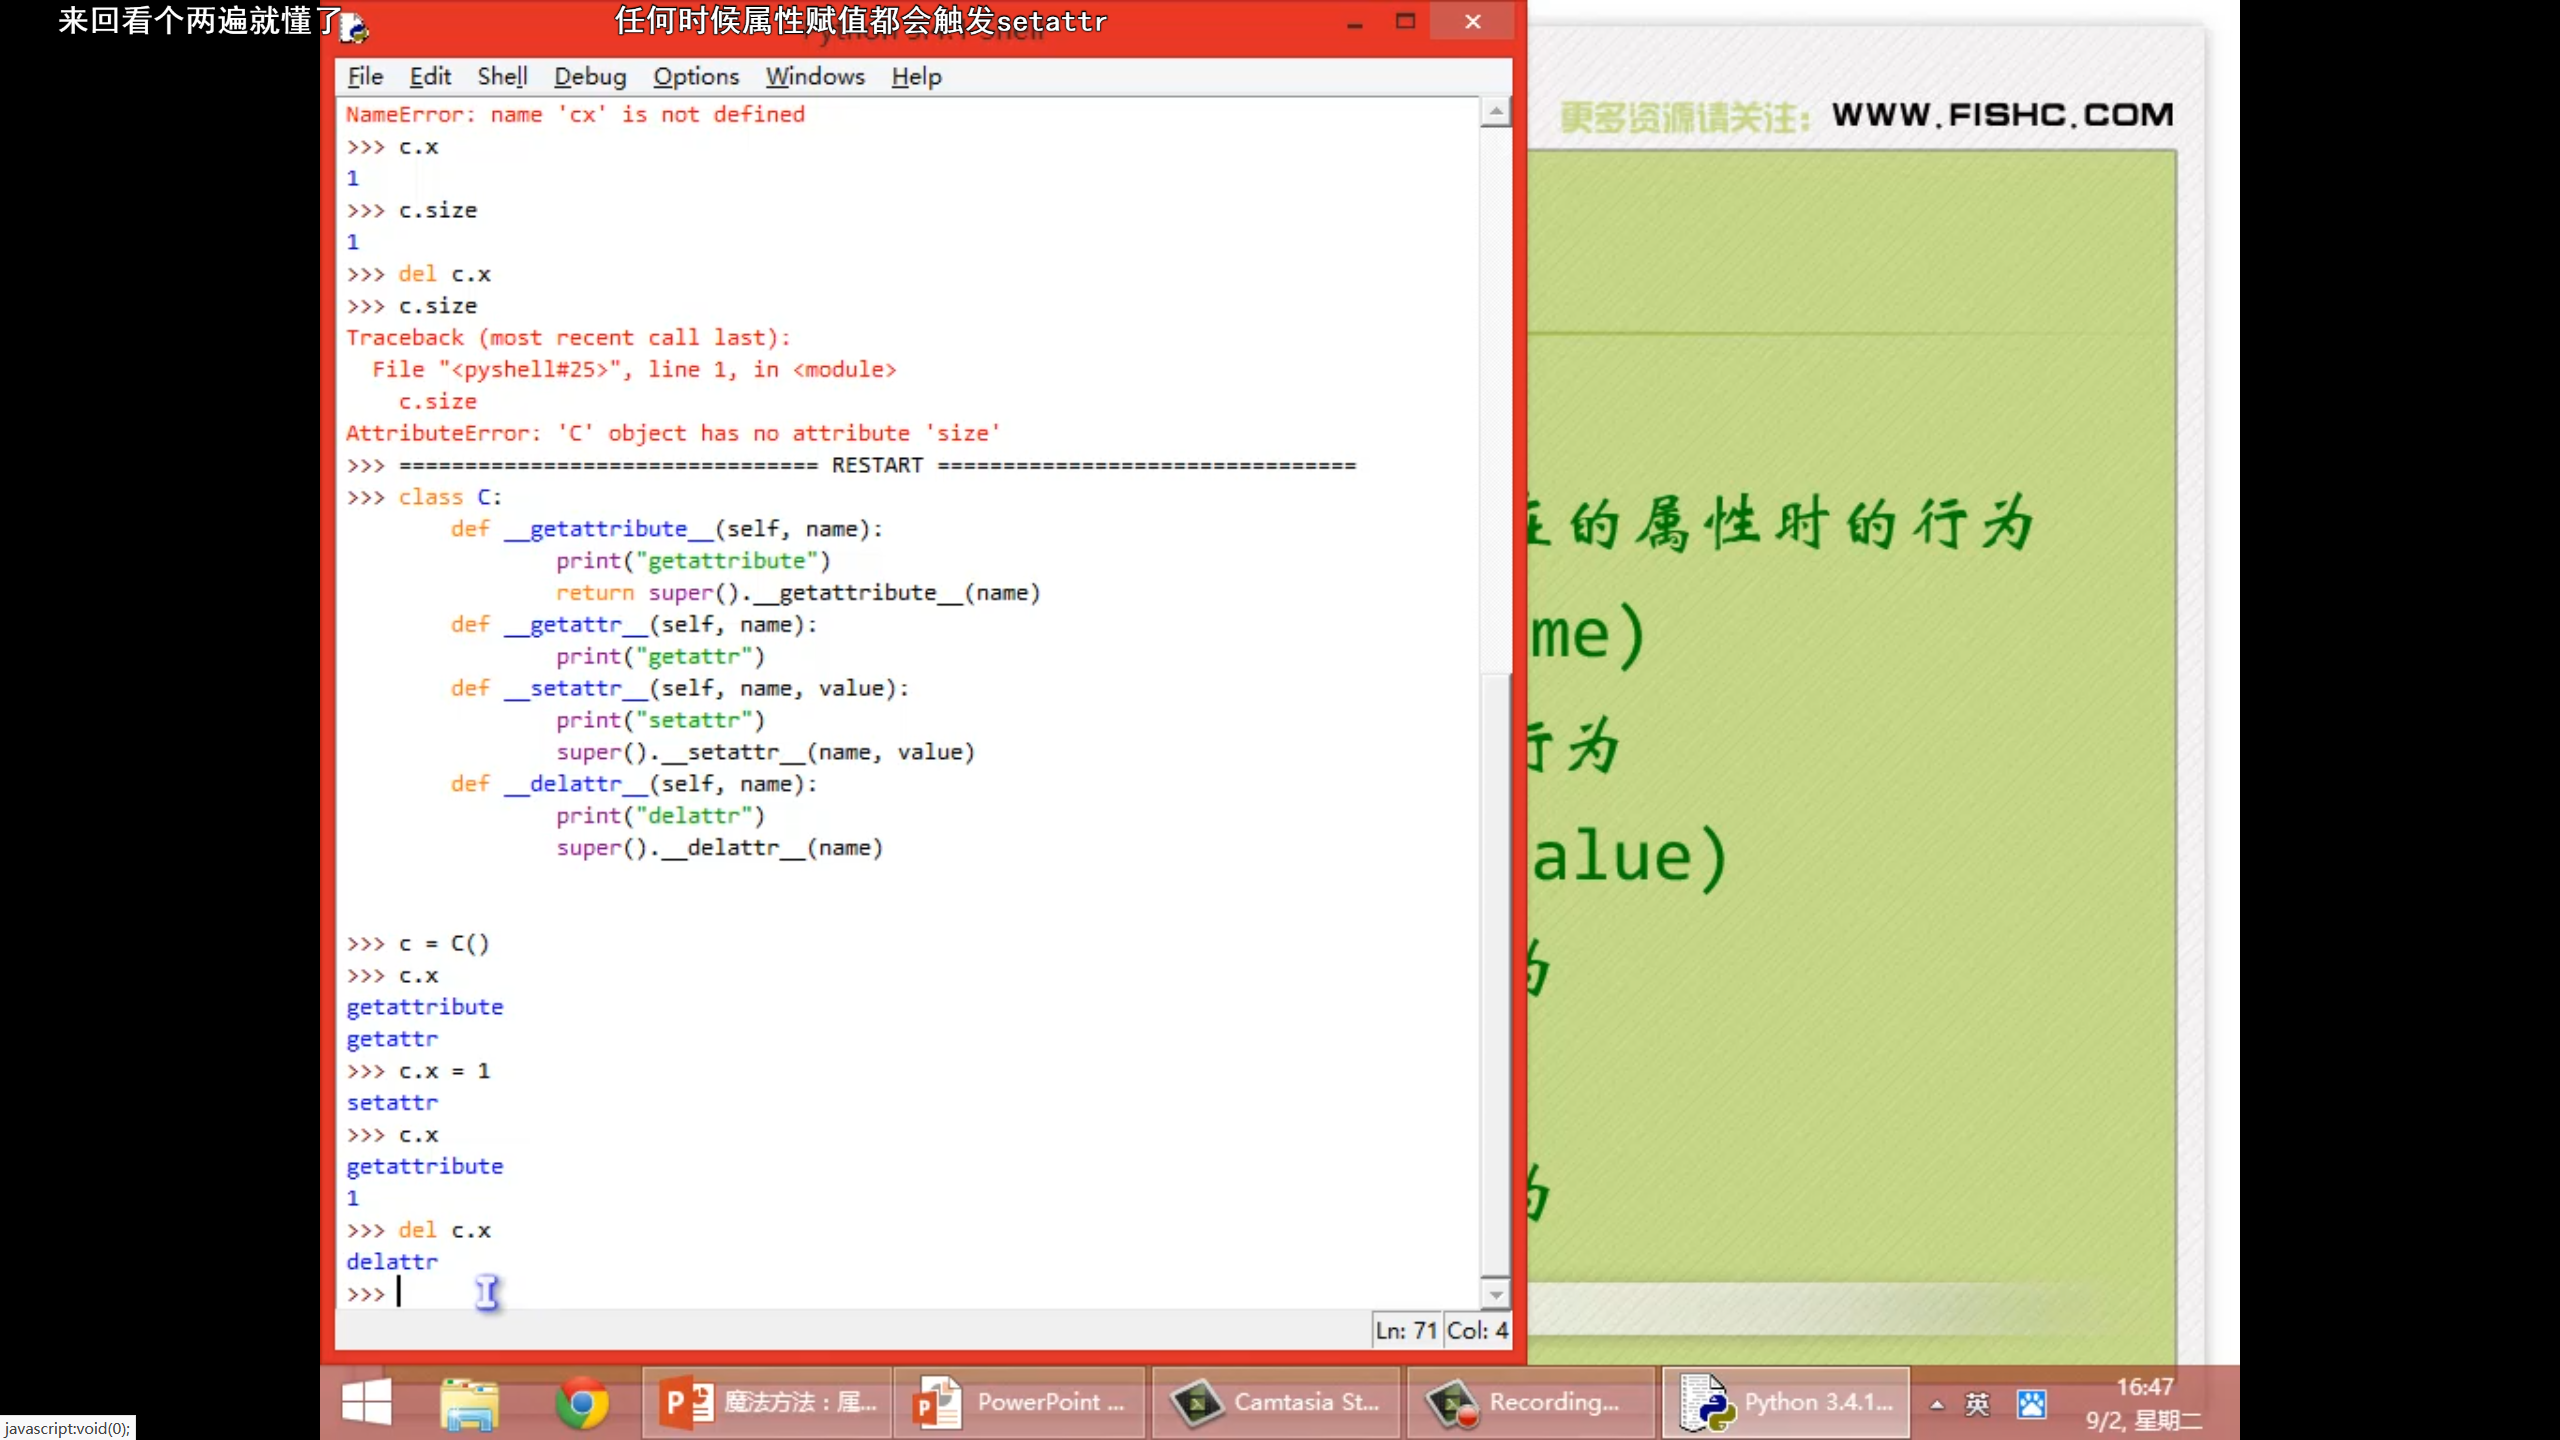 来回看个两遍就懂了
任何时候属性赋值都会触发setattr
File Edit Shell Debug Options Windows Help
NameError: name 'cx' is not defined
>>> c.x
1
>>> c.size
1
>>> del c.x
>>> c.size
Traceback (most recent call last):
  File "<pyshell#25>", line 1, in <module>
    c.size
AttributeError: 'C' object has no attribute 'size'
>>> ================================ RESTART ================================
>>> class C:
        def __getattribute__(self, name):
                print("getattribute")
                return super().__getattribute__(name)
        def __getattr__(self, name):
                print("getattr")
        def __setattr__(self, name, value):
                print("setattr")
                super().__setattr__(name, value)
        def __delattr__(self, name):
                print("delattr")
                super().__delattr__(name)
>>> c = C()
>>> c.x
getattribute
getattr
>>> c.x = 1
setattr
>>> c.x
getattribute
1
>>> del c.x
delattr
>>>
Ln: 71 Col: 4
更多资源请关注: WWW.FISHC.COM
的属性时的行为
me)
行为
alue)
为
为
魔法方法：属...
PowerPoint ...
Camtasia St...
Recording...
Python 3.4.1...
英
16:47
9/2, 星期二
javascript:void(0);